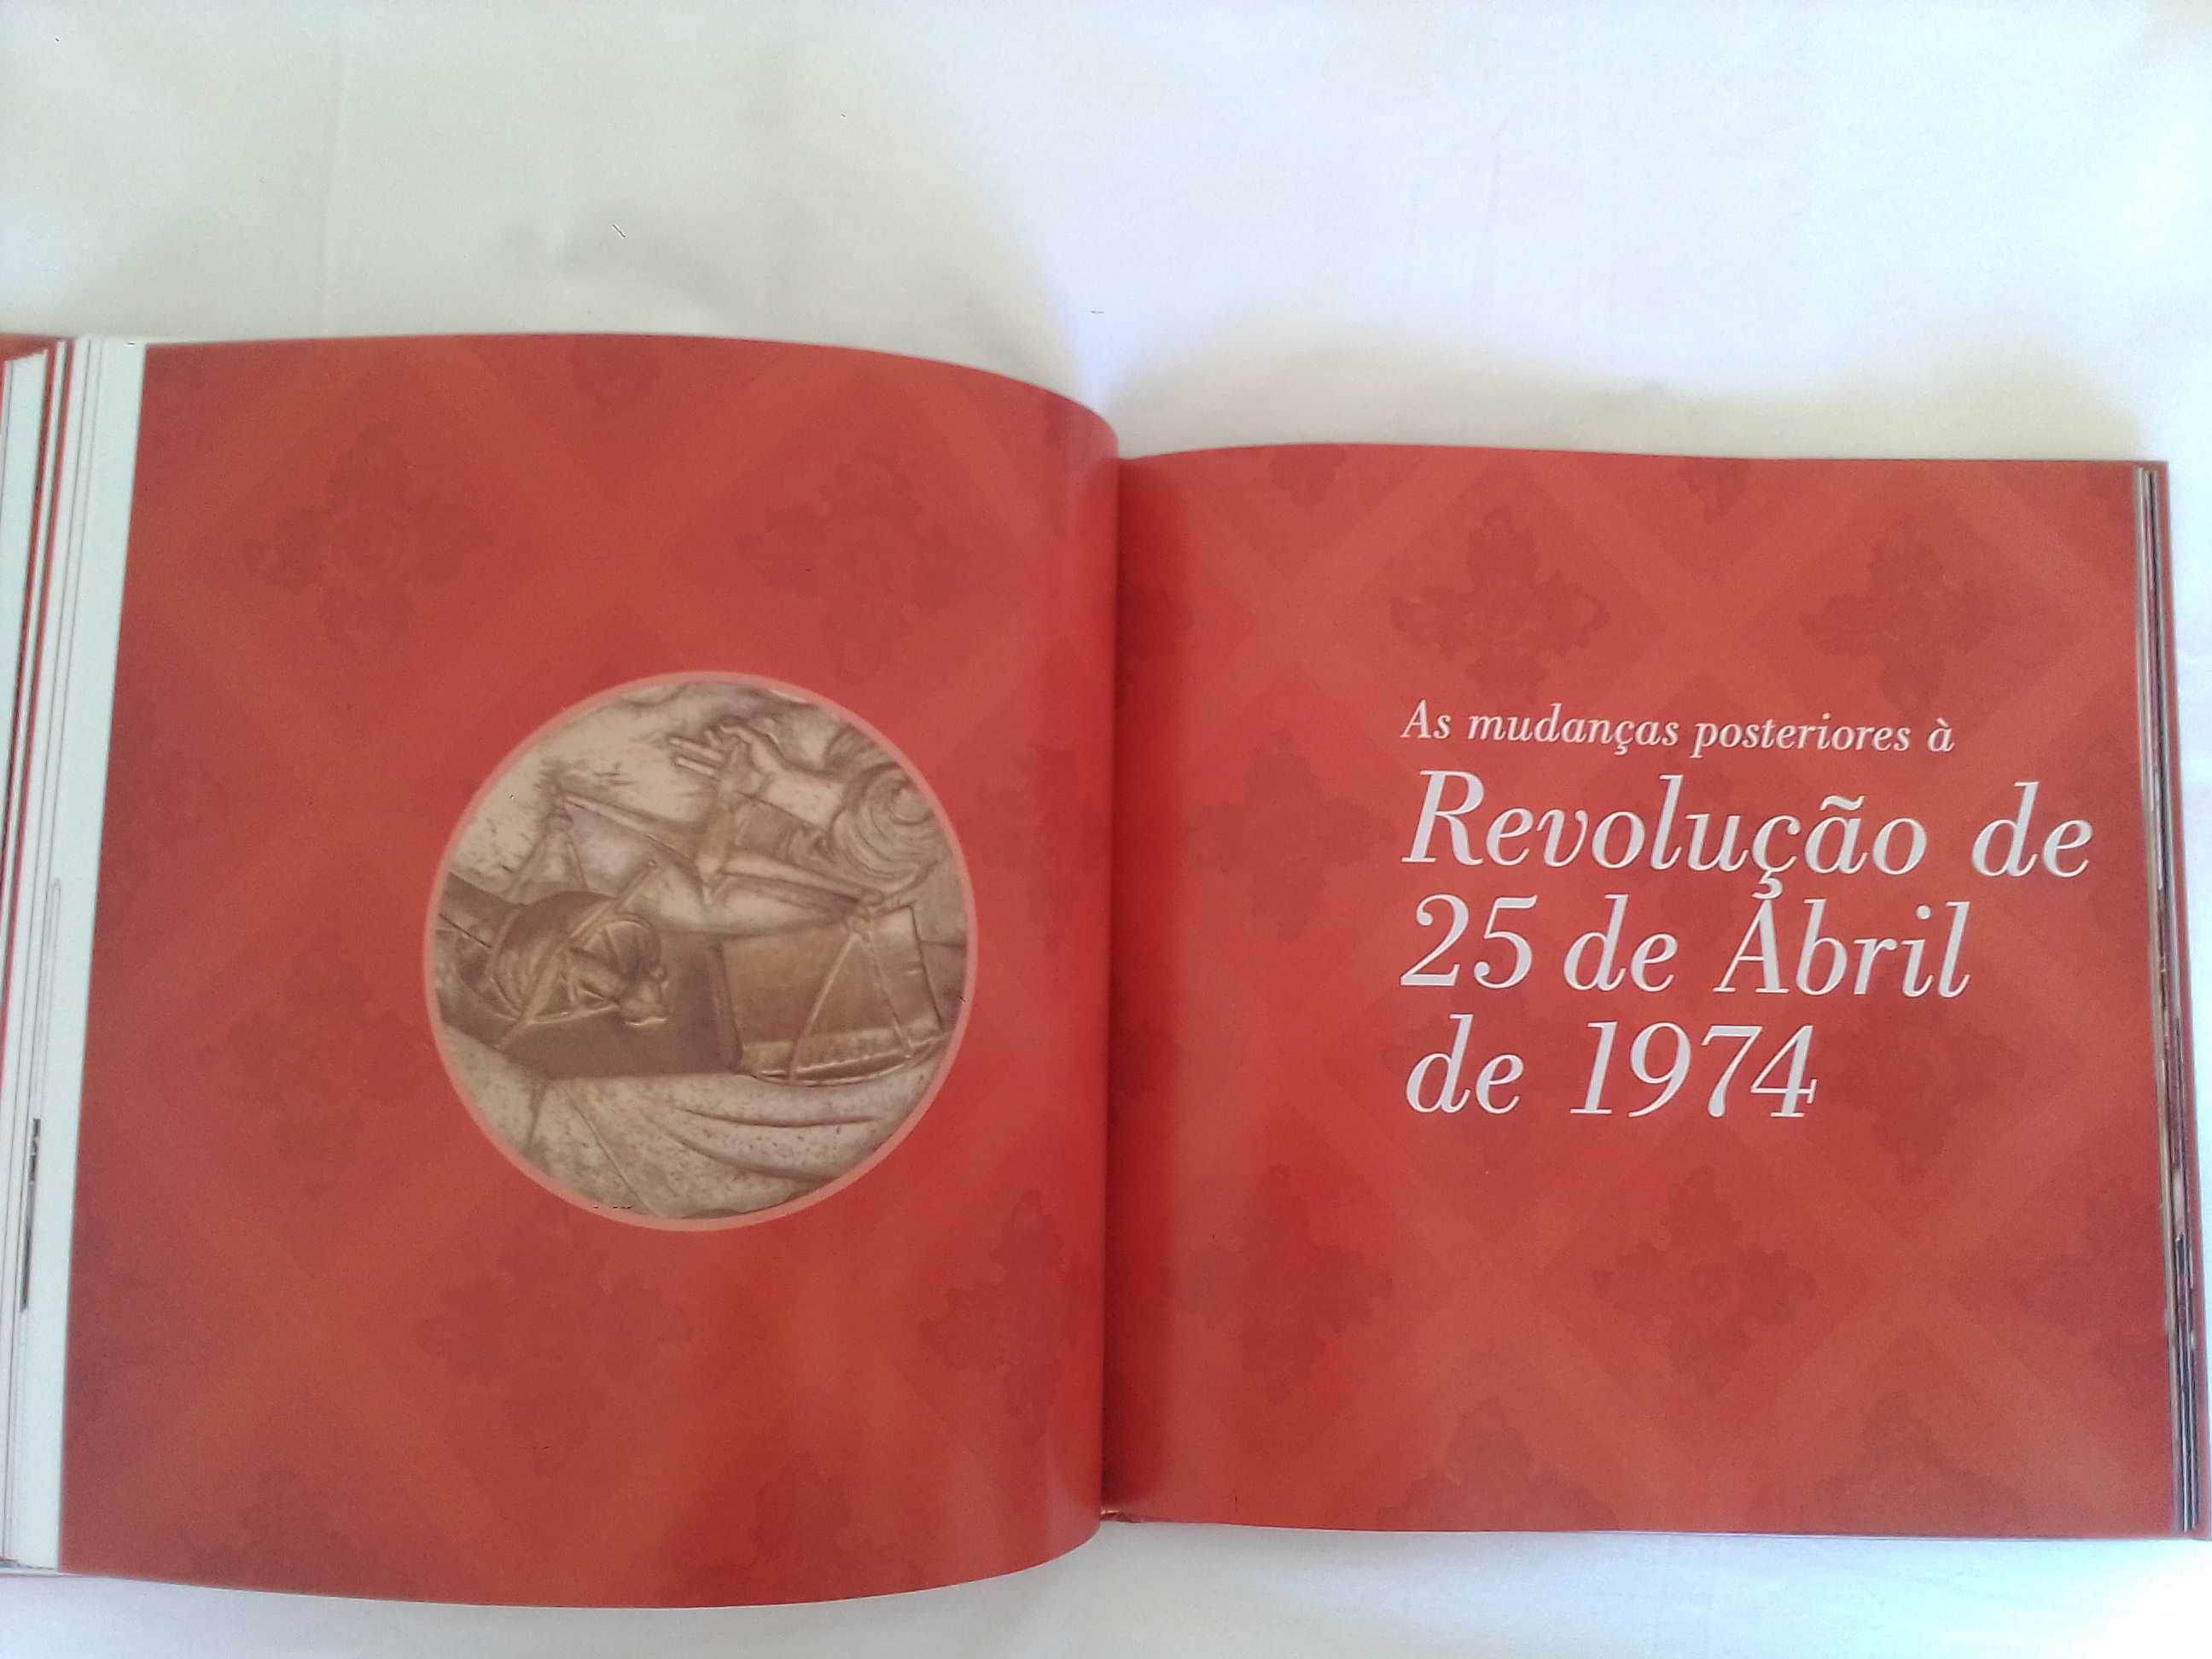 As mudanças posteriores à
Revolução de
25 de Abril
de 1974